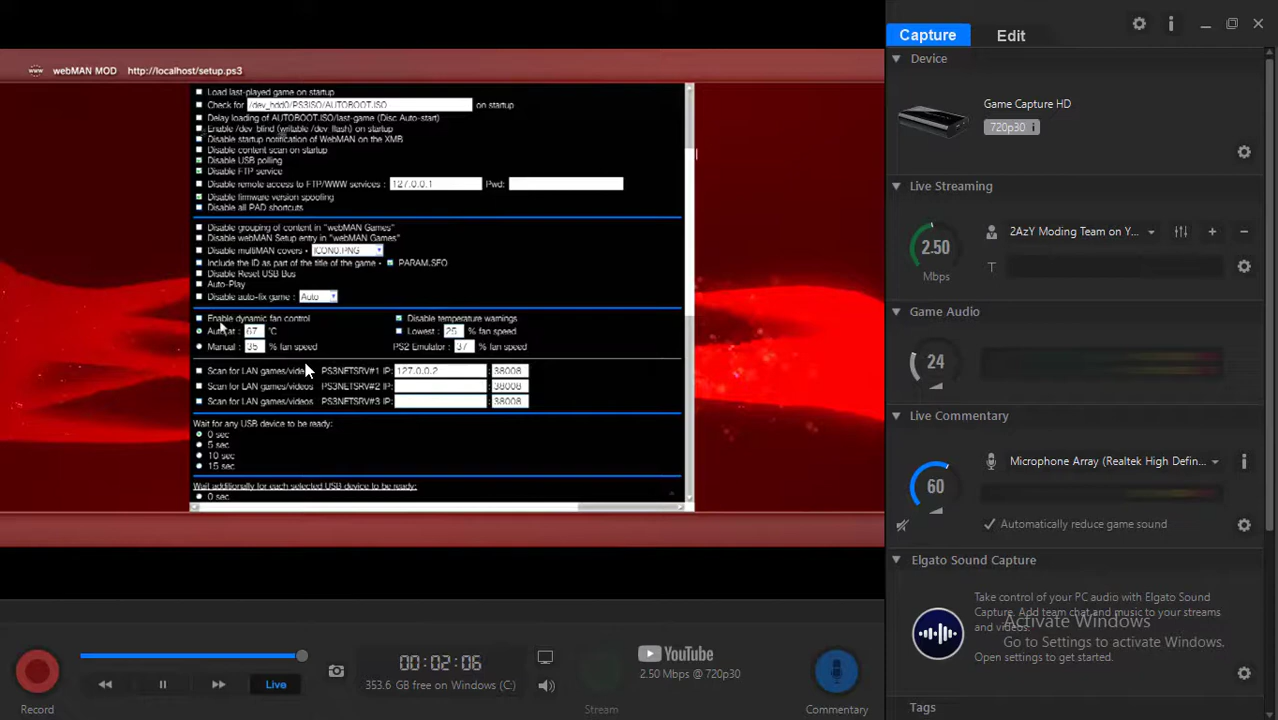 webMAN MOD http://localhost/setup.ps3
Load last-played game on startup
Check for /dev_hdd0/PS3ISO/AUTOBOOT.ISO on startup
Delay loading of AUTOBOOT.ISO/last-game (Disc Auto-start)
Enable /dev_blind (writable /dev_flash) on startup
Disable startup notification of WebMAN on the XMB
Disable content scan on startup
Disable USB polling
Disable FTP service
Disable remote access to FTP/WWW services : 127.0.0.1 Pwd:
Disable firmware version spoofing
Disable all PAD shortcuts
Disable grouping of content in "webMAN Games"
Disable webMAN Setup entry in "webMAN Games"
Disable multiMAN covers • ICON0.PNG
Include the ID as part of the title of the game • PARAM.SFO
Disable Reset USB Bus
Auto-Play
Disable auto-fix game : Auto
Enable dynamic fan control Disable temperature warnings
Auto at : 67 °C Lowest : 25 % fan speed
Manual : 35 % fan speed PS2 Emulator : 37 % fan speed
Scan for LAN games/videos PS3NETSRV#1 IP: 127.0.0.2 : 38008
Scan for LAN games/videos PS3NETSRV#2 IP: : 38008
Scan for LAN games/videos PS3NETSRV#3 IP: : 38008
Wait for any USB device to be ready:
0 sec
5 sec
10 sec
15 sec
Wait additionally for each selected USB device to be ready:
0 sec
Capture Edit
Device
Game Capture HD
720p30 i
Live Streaming
2.50
Mbps
2AzY Moding Team on Y...
T
Game Audio
24
Live Commentary
60
Microphone Array (Realtek High Defin...
Automatically reduce game sound
Elgato Sound Capture
Take control of your PC audio with Elgato Sound
Capture. Add team chat and music to your streams
and videos.
Open settings to get started.
Activate Windows
Go to Settings to activate Windows.
Tags
Record
Live
00:02:06
353.6 GB free on Windows (C:)
Stream
YouTube
2.50 Mbps @ 720p30
Commentary